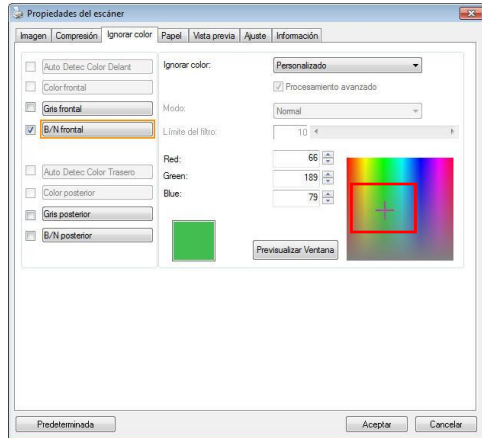 Propiedades del escáner
Imagen Compresión Ignorar color Papel Vista previa Ajuste Información
Auto Detec Color Delant
Color frontal
Gris frontal
B/N frontal
Auto Detec Color Trasero
Color posterior
Gris posterior
B/N posterior
Ignorar color: Personalizado
Procesamiento avanzado
Modo: Normal
Límite del filtro: 10
Red: 66
Green: 189
Blue: 79
Previsualizar Ventana
Predeterminada Aceptar Cancelar